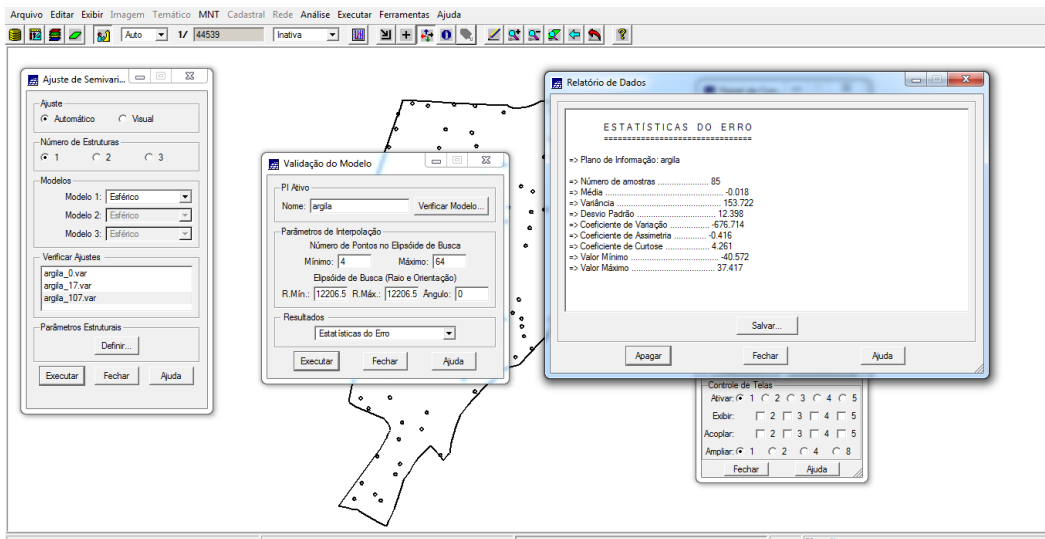 Arquivo Editar Exibir Imagem Temático MNT Cadastral Rede Análise Executar Ferramentas Ajuda
Auto 1/ 44539 Inativa
Ajuste de Semivari...
Ajuste
Automático Visual
Número de Estruturas
1 2 3
Modelos
Modelo 1: Esférico
Modelo 2: Esférico
Modelo 3: Esférico
Verificar Ajustes
argila_0.var
argila_17.var
argila_107.var
Parâmetros Estruturais
Definir...
Executar Fechar Ajuda
Validação do Modelo
PI Ativo
Nome: argila Verificar Modelo...
Parâmetros de Interpolação
Número de Pontos no Elipsóide de Busca
Mínimo: 4 Máximo: 64
Elipsóide de Busca (Raio e Orientação)
R.Mín.: 12206.5 R.Máx.: 12206.5 Ângulo: 0
Resultados
Estatísticas do Erro
Executar Fechar Ajuda
Relatório de Dados
ESTATÍSTICAS DO ERRO
================================
=> Plano de Informação: argila
=> Número de amostras ..................... 85
=> Média ................................................ -0.018
=> Variância ............................................ 153.722
=> Desvio Padrão ................................ 12.398
=> Coeficiente de Variação ................ -676.714
=> Coeficiente de Assimetria ............. -0.416
=> Coeficiente de Curtose ................. 4.261
=> Valor Mínimo .................................... -40.572
=> Valor Máximo .................................. 37.417
Salvar...
Apagar Fechar Ajuda
Controle de Telas
Ativar: 1 2 3 4 5
Exibir: 2 3 4 5
Acoplar: 2 3 4 5
Ampliar: 1 2 4 8
Fechar Ajuda